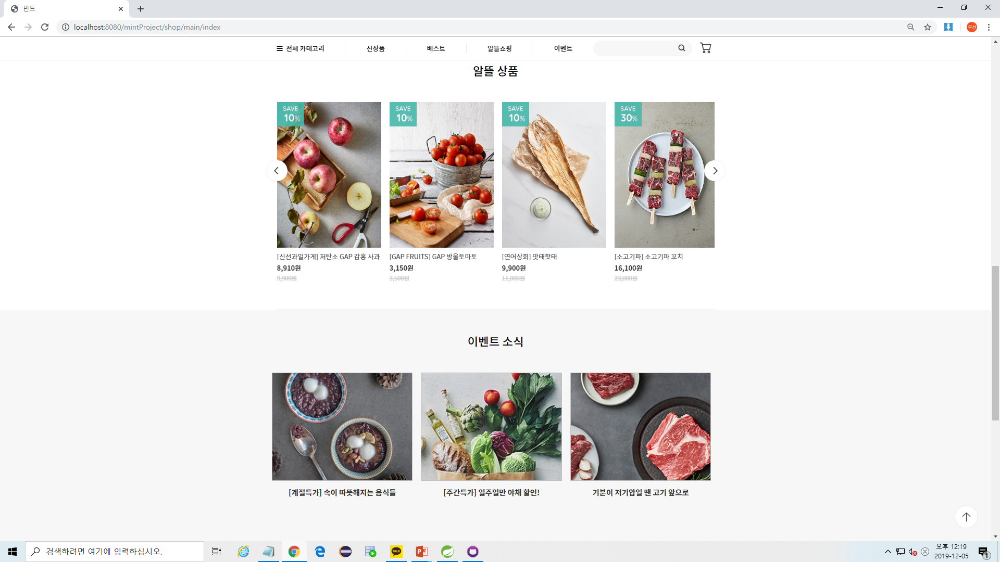 민트
localhost:8080/mintProject/shop/main/index
무선
전체 카테고리
신상품
베스트
알뜰쇼핑
이벤트
알뜰 상품
SAVE
10%
SAVE
10%
SAVE
10%
SAVE
30%
[신선과일가게] 저탄소 GAP 감홍 사과
8,910원
9,900원
[GAP FRUITS] GAP 방울토마토
3,150원
3,500원
[연어상회] 맛태핫태
9,900원
11,000원
[소고기파] 소고기파 꼬치
16,100원
23,000원
이벤트 소식
[계절특가] 속이 따뜻해지는 음식들
[주간특가] 일주일만 야채 할인!
기분이 저기압일 땐 고기 앞으로
검색하려면 여기에 입력하십시오.
TALK
오후 12:19
2019-12-05
1